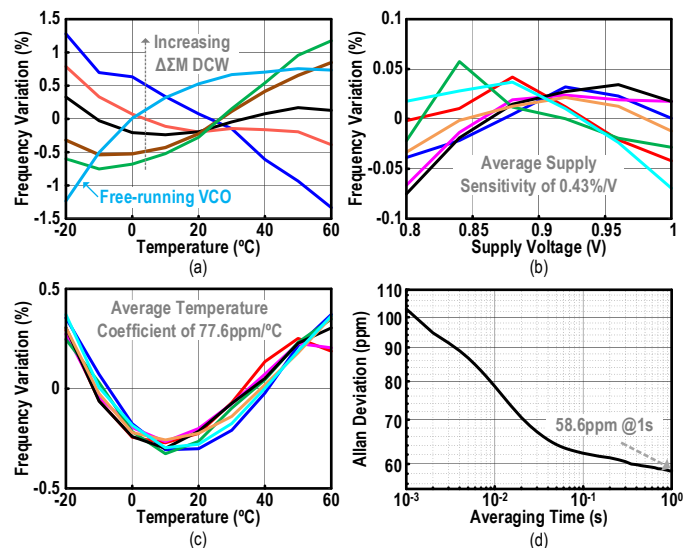 Frequency Variation (%)
1.5
1
0.5
0
-0.5
-1
1.5
Increasing
ΔΣM DCW
Free-running VCO
-20
0
20
40
60
Temperature (ºC)
(a)
Frequency Variation (%)
0.1
0.05
0
-0.05
-0.1
Average Supply
Sensitivity of 0.43%/V
0.8
0.85
0.9
0.95
1
Supply Voltage (V)
(b)
Frequency Variation (%)
0.5
0
-0.5
Average Temperature
Coefficient of 77.6ppm/ºC
-20
0
20
40
60
Temperature (ºC)
(c)
Allan Deviation (ppm)
110
100
90
80
70
60
58.6ppm @1s
10-3
10-2
10-1
100
Averaging Time (s)
(d)